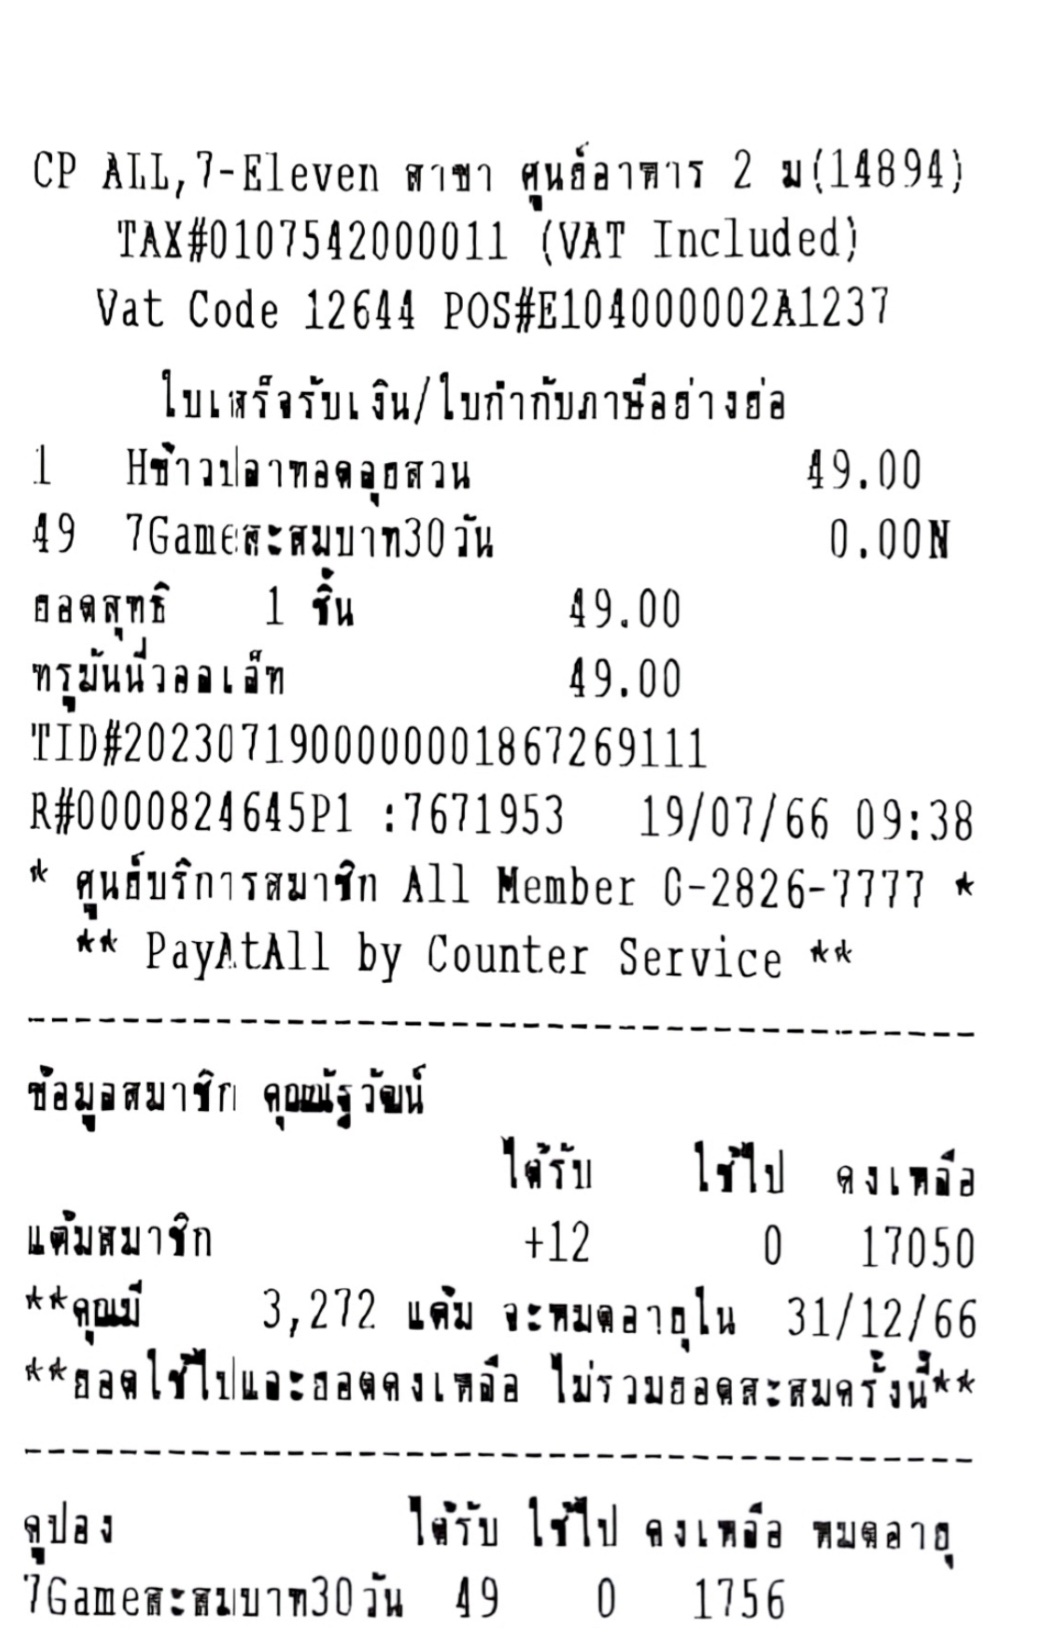 CP ALL,7-Eleven สาขา ศูนย์อาหาร 2 ม(14894)
TAX#0107542000011 (VAT Included)
Vat Code 12644 POS#E104000002A1237
ใบเสร็จรับเงิน/ใบกำกับภาษีอย่างย่อ
1 Hข้าวปลาทอดลุยสวน 49.00
49 7Gameสะสมบาท30วัน 0.00N
ยอดสุทธิ 1 ชิ้น 49.00
ทรูมันนี่วอลเล็ท 49.00
TID#20230719000000001867269111
R#0000824645P1 :7671953 19/07/66 09:38
* ศูนย์บริการสมาชิก All Member 0-2826-7777 *
** PayAtAll by Counter Service **
ข้อมูลสมาชิก คุณณัฐวัฒน์
ได้รับ ใช้ไป คงเหลือ
แต้มสมาชิก +12 0 17050
**คุณมี 3,272 แต้ม จะหมดอายุใน 31/12/66
**ยอดใช้ไปและยอดคงเหลือ ไม่รวมยอดสะสมครั้งนี้**
คูปอง ได้รับ ใช้ไป คงเหลือ หมดอายุ
7Gameสะสมบาท30วัน 49 0 1756